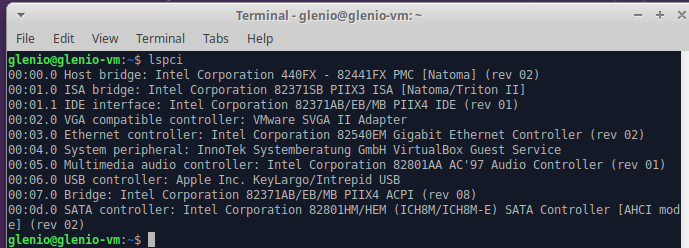 Terminal - glenio@glenio-vm: ~
File Edit View Terminal Tabs Help
glenio@glenio-vm:~$ lspci
00:00.0 Host bridge: Intel Corporation 440FX - 82441FX PMC [Natoma] (rev 02)
00:01.0 ISA bridge: Intel Corporation 82371SB PIIX3 ISA [Natoma/Triton II]
00:01.1 IDE interface: Intel Corporation 82371AB/EB/MB PIIX4 IDE (rev 01)
00:02.0 VGA compatible controller: VMware SVGA II Adapter
00:03.0 Ethernet controller: Intel Corporation 82540EM Gigabit Ethernet Controller (rev 02)
00:04.0 System peripheral: InnoTek Systemberatung GmbH VirtualBox Guest Service
00:05.0 Multimedia audio controller: Intel Corporation 82801AA AC'97 Audio Controller (rev 01)
00:06.0 USB controller: Apple Inc. KeyLargo/Intrepid USB
00:07.0 Bridge: Intel Corporation 82371AB/EB/MB PIIX4 ACPI (rev 08)
00:0d.0 SATA controller: Intel Corporation 82801HM/HEM (ICH8M/ICH8M-E) SATA Controller [AHCI mod
e] (rev 02)
glenio@glenio-vm:~$